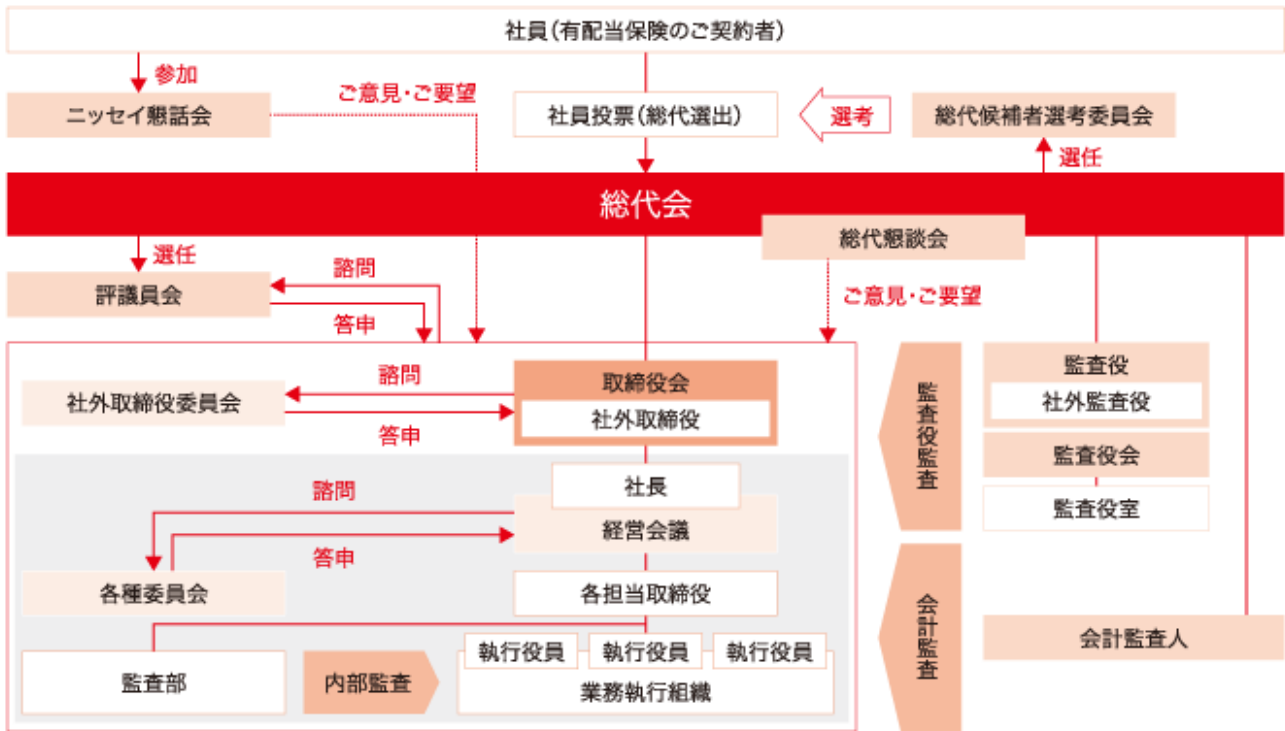 社員(有配当保険のご契約者)
参加
ニッセイ懇話会
ご意見・ご要望
社員投票(総代選出)
選考
総代候補者選考委員会
選任
総代会
総代懇談会
選任
評議員会
諮問
答申
ご意見・ご要望
社外取締役委員会
諮問
答申
取締役会
社外取締役
社長
経営会議
諮問
答申
各種委員会
各担当取締役
執行役員
執行役員
執行役員
業務執行組織
監査部
内部監査
監査役監査
監査役
社外監査役
監査役会
監査役室
会計監査
会計監査人